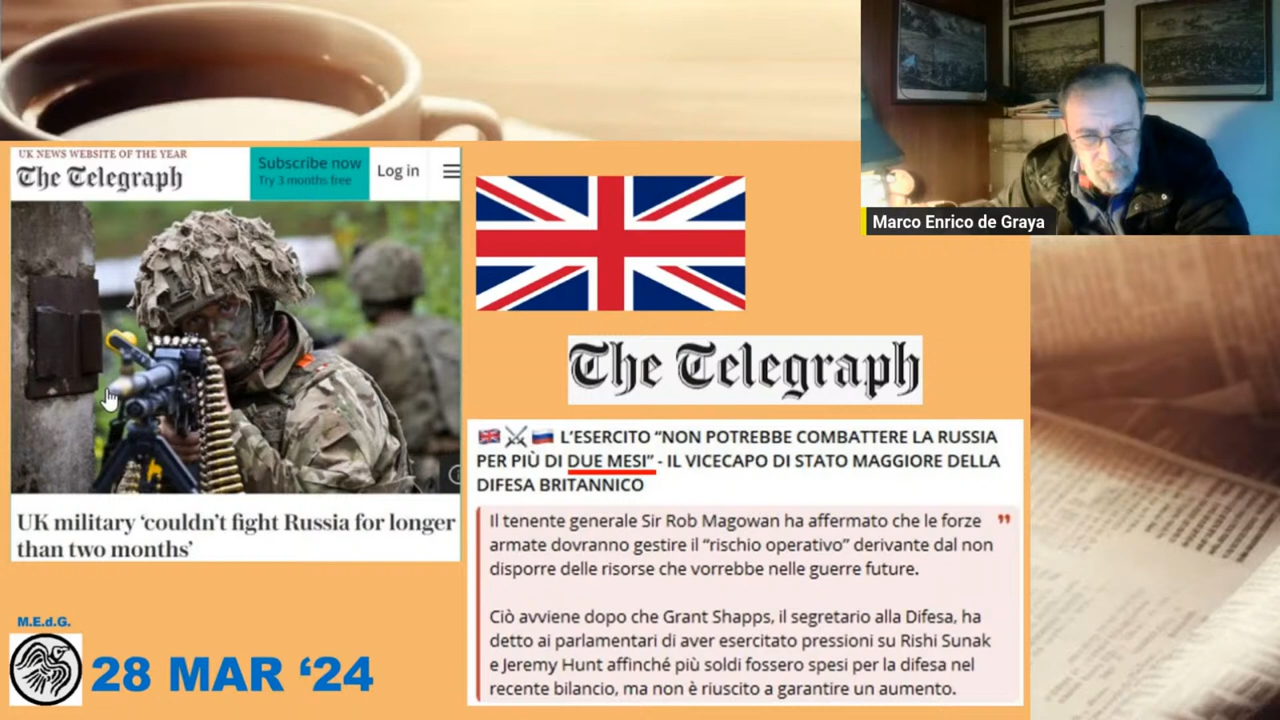 UK NEWS WEBSITE OF THE YEAR
The Telegraph
Subscribe now
Try 3 months free
Log in
Marco Enrico de Graya
The Telegraph
L’ESERCITO “NON POTREBBE COMBATTERE LA RUSSIA
PER PIÙ DI DUE MESI” - IL VICECAPO DI STATO MAGGIORE DELLA
DIFESA BRITANNICO
Il tenente generale Sir Rob Magowan ha affermato che le forze
armate dovranno gestire il “rischio operativo” derivante dal non
disporre delle risorse che vorrebbe nelle guerre future.
Ciò avviene dopo che Grant Shapps, il segretario alla Difesa, ha
detto ai parlamentari di aver esercitato pressioni su Rishi Sunak
e Jeremy Hunt affinché più soldi fossero spesi per la difesa nel
recente bilancio, ma non è riuscito a garantire un aumento.
UK military ‘couldn’t fight Russia for longer
than two months’
M.E.d.G.
28 MAR ‘24